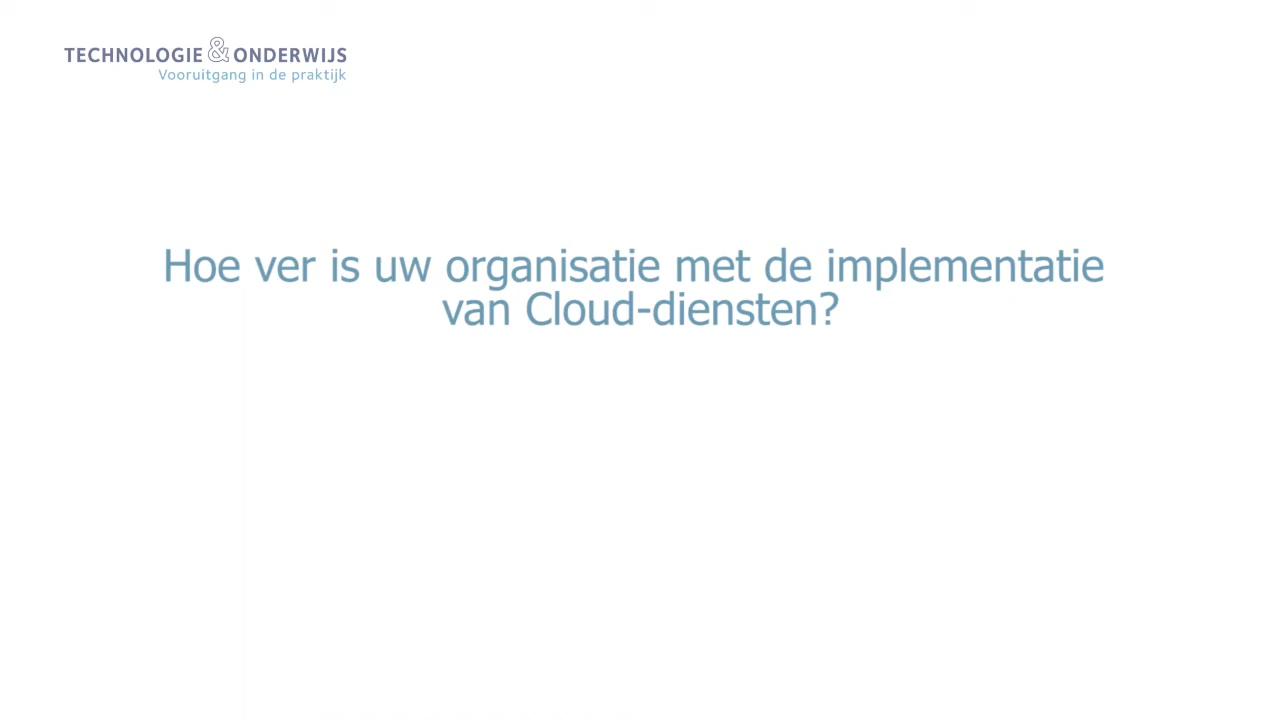 TECHNOLOGIE & ONDERWIJS
Vooruitgang in de praktijk
Hoe ver is uw organisatie met de implementatie
van Cloud-diensten?